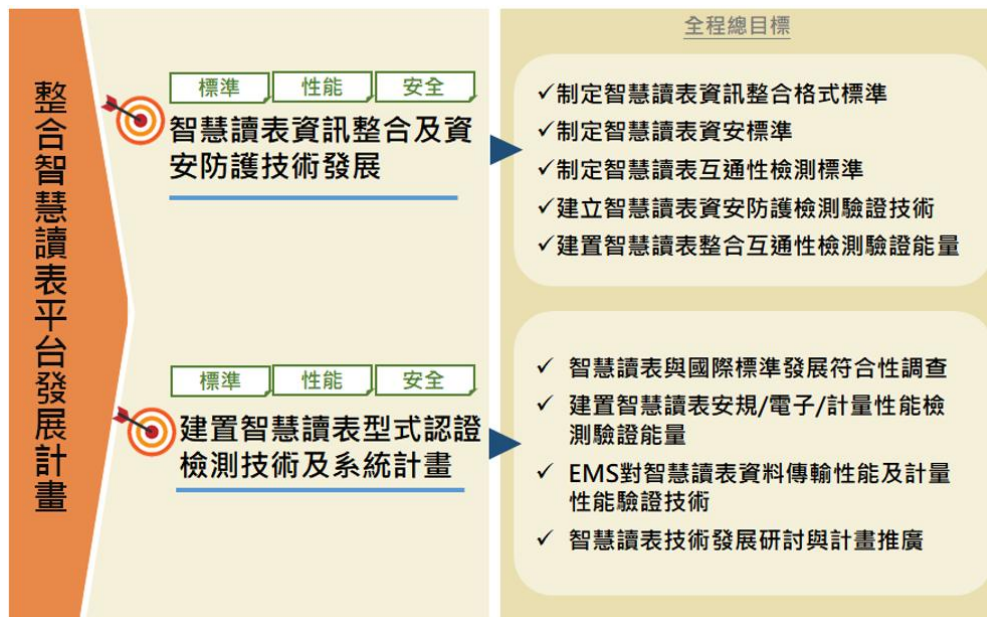 整合智慧讀表平台發展計畫
標準
性能
安全
智慧讀表資訊整合及資
安防護技術發展
標準
性能
安全
建置智慧讀表型式認證
檢測技術及系統計畫
全程總目標
✓制定智慧讀表資訊整合格式標準
✓制定智慧讀表資安標準
✓制定智慧讀表互通性檢測標準
✓建立智慧讀表資安防護檢測驗證技術
✓建置智慧讀表整合互通性檢測驗證能量
✓ 智慧讀表與國際標準發展符合性調查
✓ 建置智慧讀表安規/電子/計量性能檢
測驗證能量
✓ EMS對智慧讀表資料傳輸性能及計量
性能驗證技術
✓ 智慧讀表技術發展研討與計畫推廣